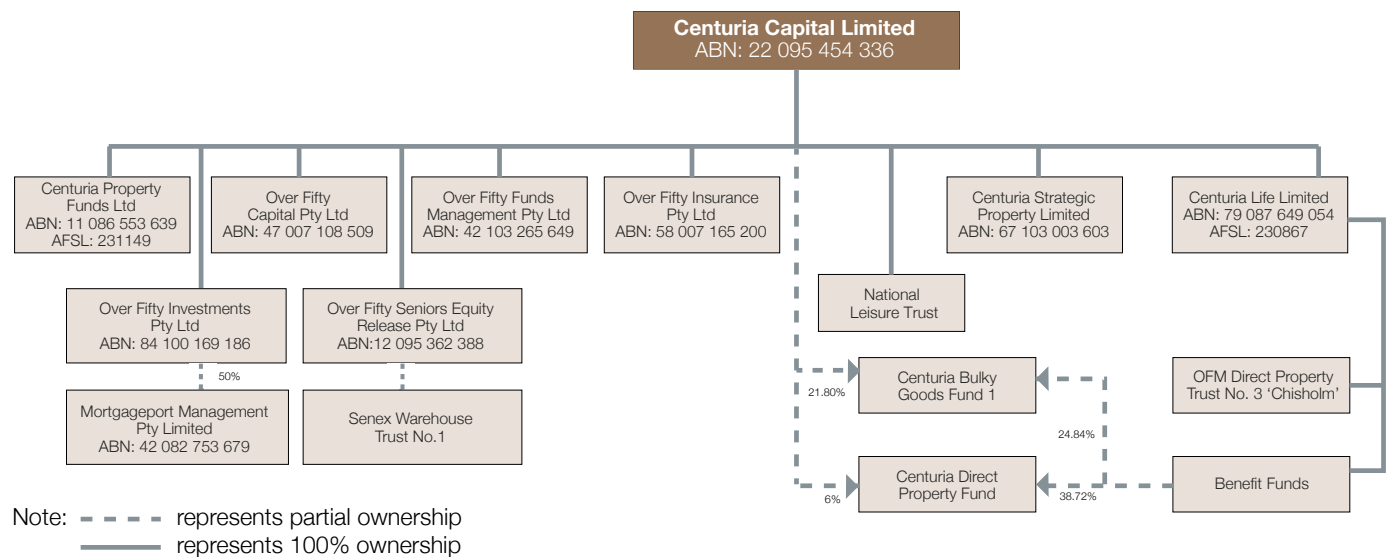 Centuria Capital Limited
ABN: 22 095 454 336
Centuria Property
Funds Ltd
ABN: 11 086 553 639
AFSL: 231149
Over Fifty
Capital Pty Ltd
ABN: 47 007 108 509
Over Fifty Funds
Management Pty Ltd
ABN: 42 103 265 649
Over Fifty Insurance
Pty Ltd
ABN: 58 007 165 200
Centuria Strategic
Property Limited
ABN: 67 103 003 603
Centuria Life Limited
ABN: 79 087 649 054
AFSL: 230867
Over Fifty Investments
Pty Ltd
ABN: 84 100 169 186
Over Fifty Seniors Equity
Release Pty Ltd
ABN:12 095 362 388
National
Leisure Trust
50%
Mortgageport Management
Pty Limited
ABN: 42 082 753 679
Senex Warehouse
Trust No.1
21.80%
Centuria Bulky
Goods Fund 1
OFM Direct Property
Trust No. 3 'Chisholm'
24.84%
6%
Centuria Direct
Property Fund
38.72%
Benefit Funds
Note: represents partial ownership
represents 100% ownership